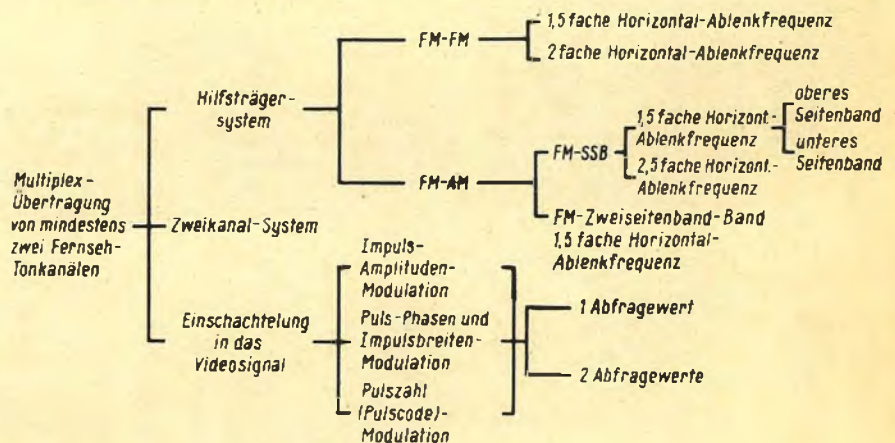 Multiplex-
Übertragung
von mindestens
zwei Fernseh-
Tonkanälen
Hilfsträger-
system
FM-FM
1,5 fache Horizontal-Ablenkfrequenz
2 fache Horizontal-Ablenkfrequenz
FM-AM
FM-SSB
1,5 fache Horizont.-
Ablenkfrequenz
oberes
Seitenband
unteres
Seitenband
2,5 fache Horizont.-
Ablenkfrequenz
FM-Zweiseitenband-Band
1,5 fache Horizontal-
Ablenkfrequenz
Zweikanal-System
Einschachtelung
in das
Videosignal
Impuls-
Amplituden-
Modulation
Puls-Phasen und
Impulsbreiten-
Modulation
Pulszahl
(Pulscode)-
Modulation
1 Abfragewert
2 Abfragewerte